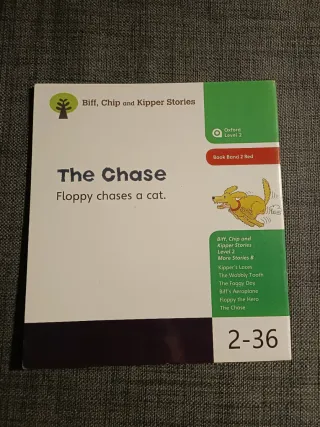 Biff, Chip and Kipper Stories
Oxford
Level 2
Book Band 2 Red
The Chase
Floppy chases a cat.
Biff, Chip and
Kipper Stories
Level 2
More Stories B
Kipper's Laces
The Wobbly Tooth
The Foggy Day
Biff's Aeroplane
Floppy the Hero
The Chase
2-36